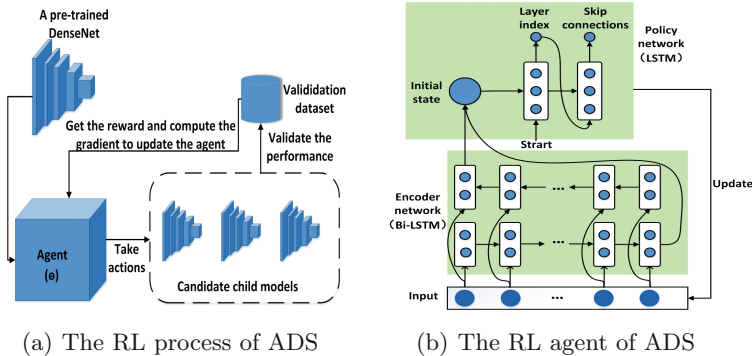 A pre-trained
DenseNet
Valididation
dataset
Get the reward and compute the
gradient to update the agent
Validate the
performance
Agent
(θ)
Take
actions
Candidate child models
(a) The RL process of ADS
Layer
index
Skip
connections
Policy
network
(LSTM)
Initial
state
Strart
Update
Encoder
network
(Bi-LSTM)
...
...
Input
...
(b) The RL agent of ADS